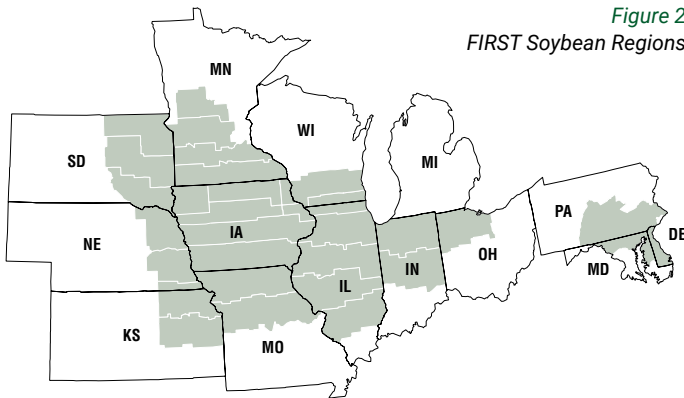 Figure 2
FIRST Soybean Regions
MN
WI
SD
MI
PA
NE
IA
DE
OH
IN
MD
IL
KS
MO